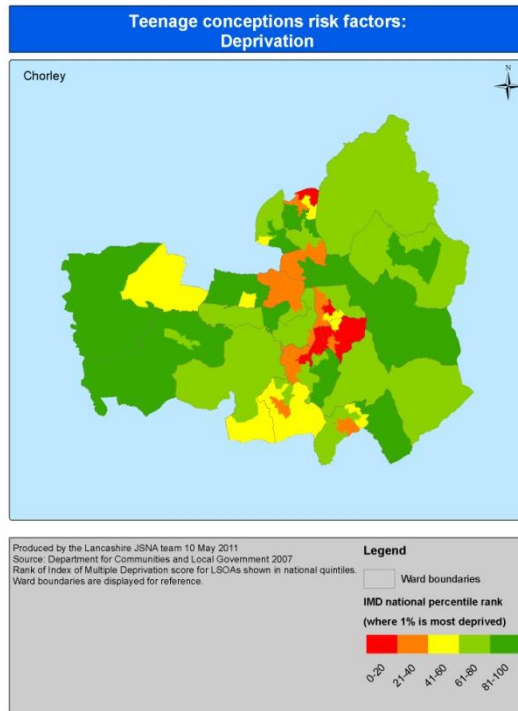 Teenage conceptions risk factors:
Deprivation
Chorley
N
Produced by the Lancashire JSNA team 10 May 2011
Source: Department for Communities and Local Government 2007
Rank of Index of Multiple Deprivation score for LSOAs shown in national quintiles.
Ward boundaries are displayed for reference.
Legend
Ward boundaries
IMD national percentile rank
(where 1% is most deprived)
0-20
21-40
41-60
61-80
81-100